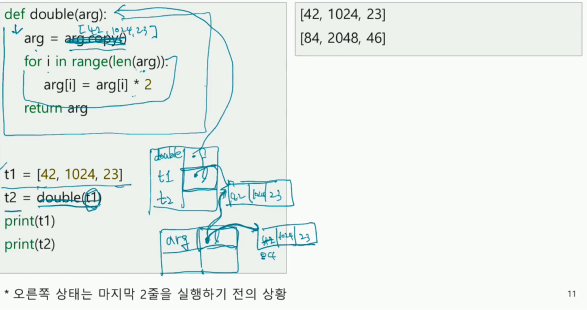 def double(arg):
[42, 1024, 23]
arg = arg.copy()
for i in range(len(arg)):
arg[i] = arg[i] * 2
return arg
t1 = [42, 1024, 23]
t2 = double(t1)
print(t1)
print(t2)
[42, 1024, 23]
[84, 2048, 46]
double
t1
t2
42 1024 23
arg
42 1024 23
84
* 오른쪽 상태는 마지막 2줄을 실행하기 전의 상황
11